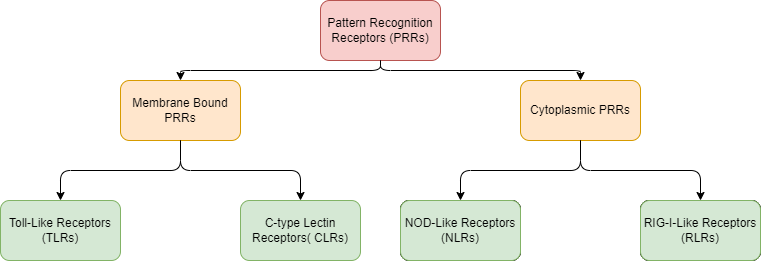 Pattern Recognition
Receptors (PRRs)
Membrane Bound
PRRs
Cytoplasmic PRRs
Toll-Like Receptors
(TLRs)
C-type Lectin
Receptors( CLRs)
NOD-Like Receptors
(NLRs)
RIG-I-Like Receptors
(RLRs)